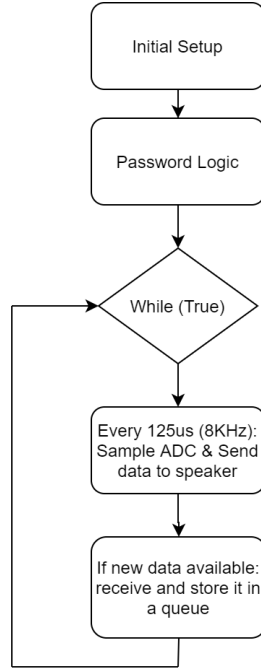 Initial Setup
Password Logic
While (True)
Every 125us (8KHz):
Sample ADC & Send
data to speaker
If new data available:
receive and store it in
a queue